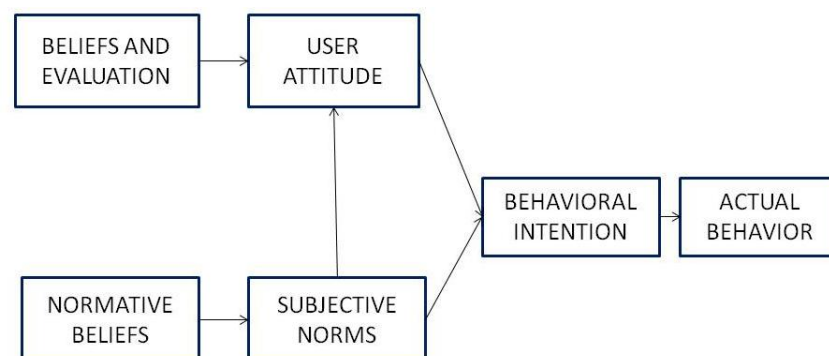 BELIEFS AND
EVALUATION
USER
ATTITUDE
BEHAVIORAL
INTENTION
ACTUAL
BEHAVIOR
NORMATIVE
BELIEFS
SUBJECTIVE
NORMS